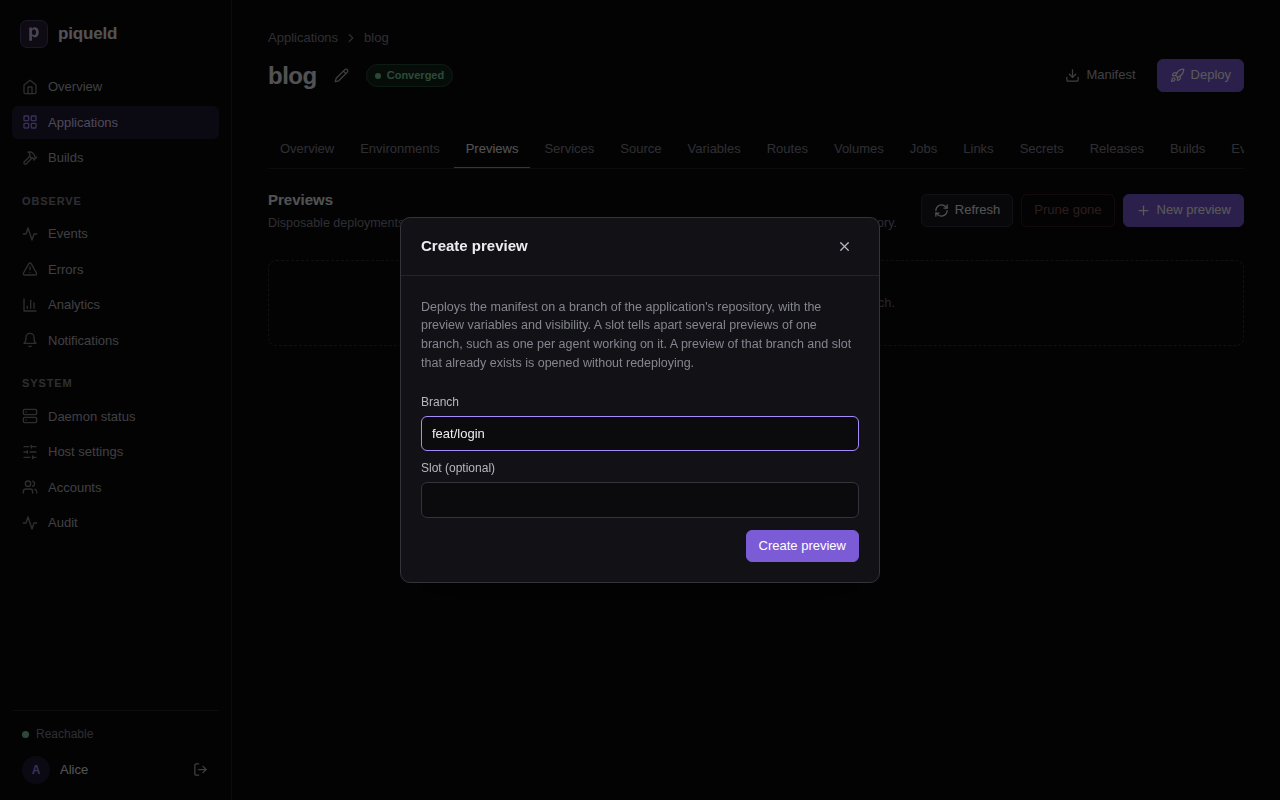 p piqueld
Overview
Applications
Builds
OBSERVE
Events
Errors
Analytics
Notifications
SYSTEM
Daemon status
Host settings
Accounts
Audit
Reachable
A Alice
Applications > blog
blog Converged Manifest Deploy
Overview Environments Previews Services Source Variables Routes Volumes Jobs Links Secrets Releases Builds Ev
Previews
Disposable deployments ory.
Refresh Prune gone + New preview
ch.
Create preview
Deploys the manifest on a branch of the application's repository, with the
preview variables and visibility. A slot tells apart several previews of one
branch, such as one per agent working on it. A preview of that branch and slot
that already exists is opened without redeploying.
Branch
feat/login
Slot (optional)
Create preview